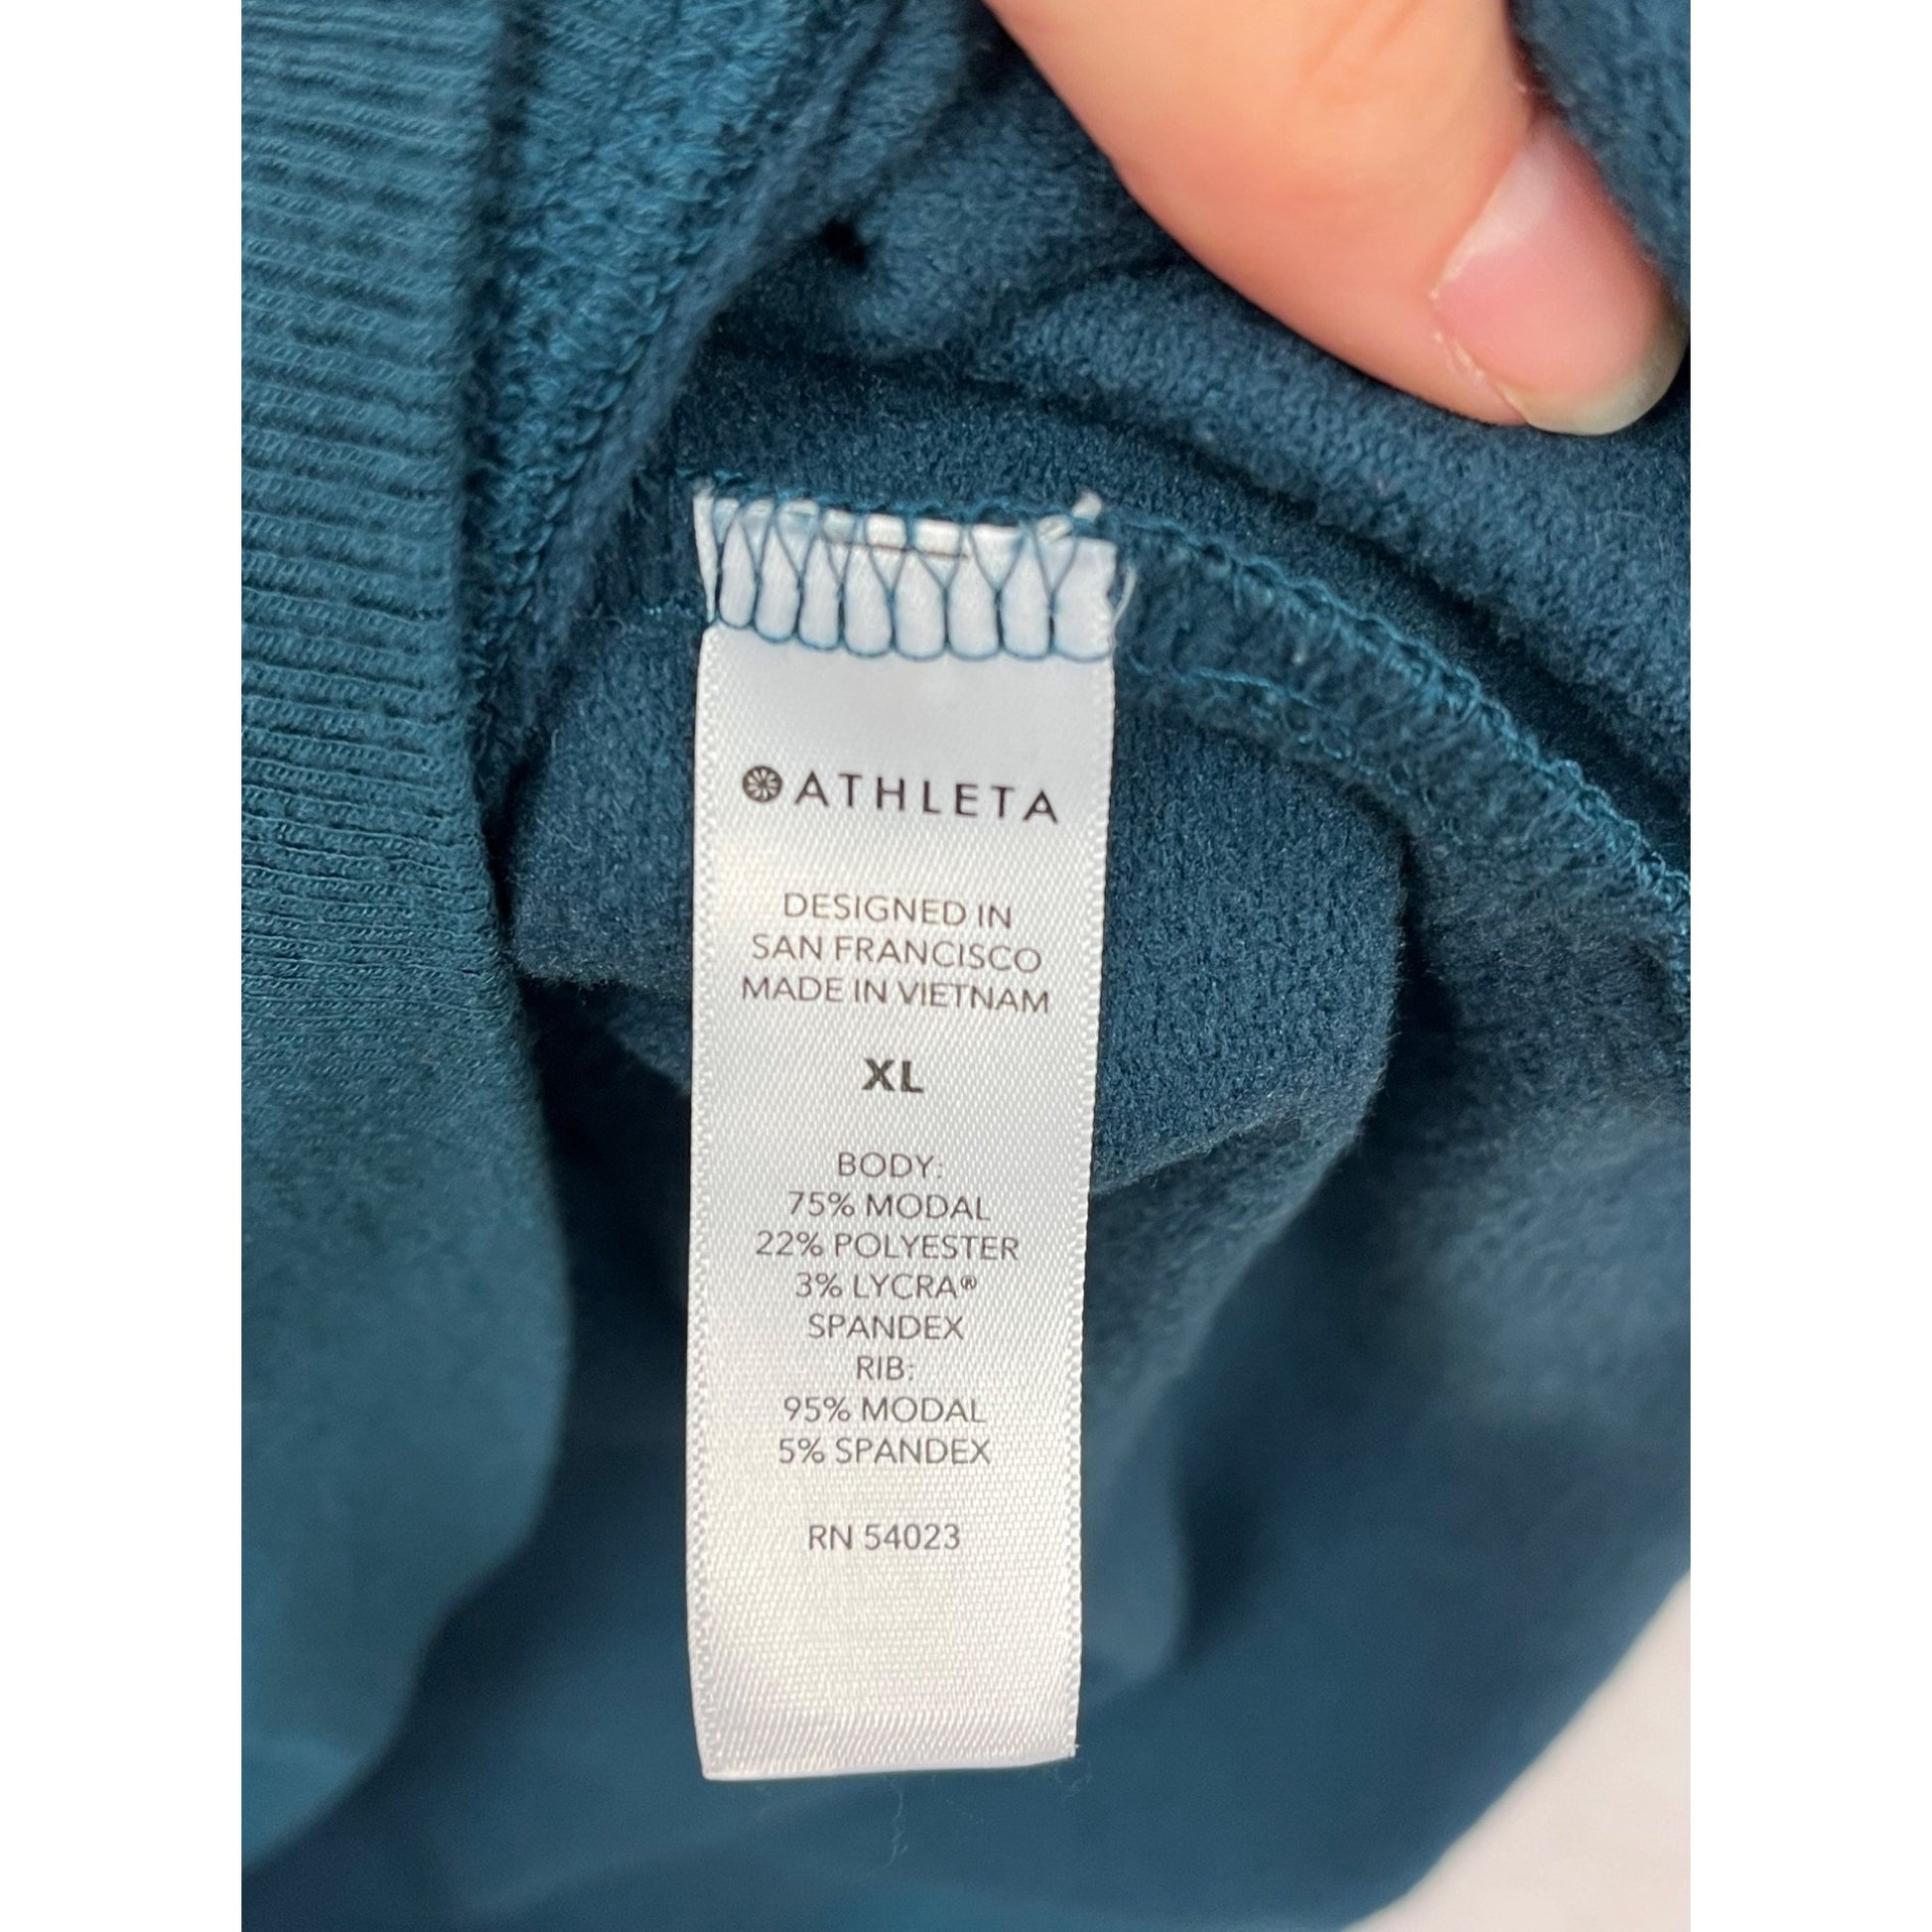 ATHLETA
DESIGNED IN
SAN FRANCISCO
MADE IN VIETNAM
XL
BODY:
75% MODAL
22% POLYESTER
3% LYCRA®
SPANDEX
RIB:
95% MODAL
5% SPANDEX
RN 54023